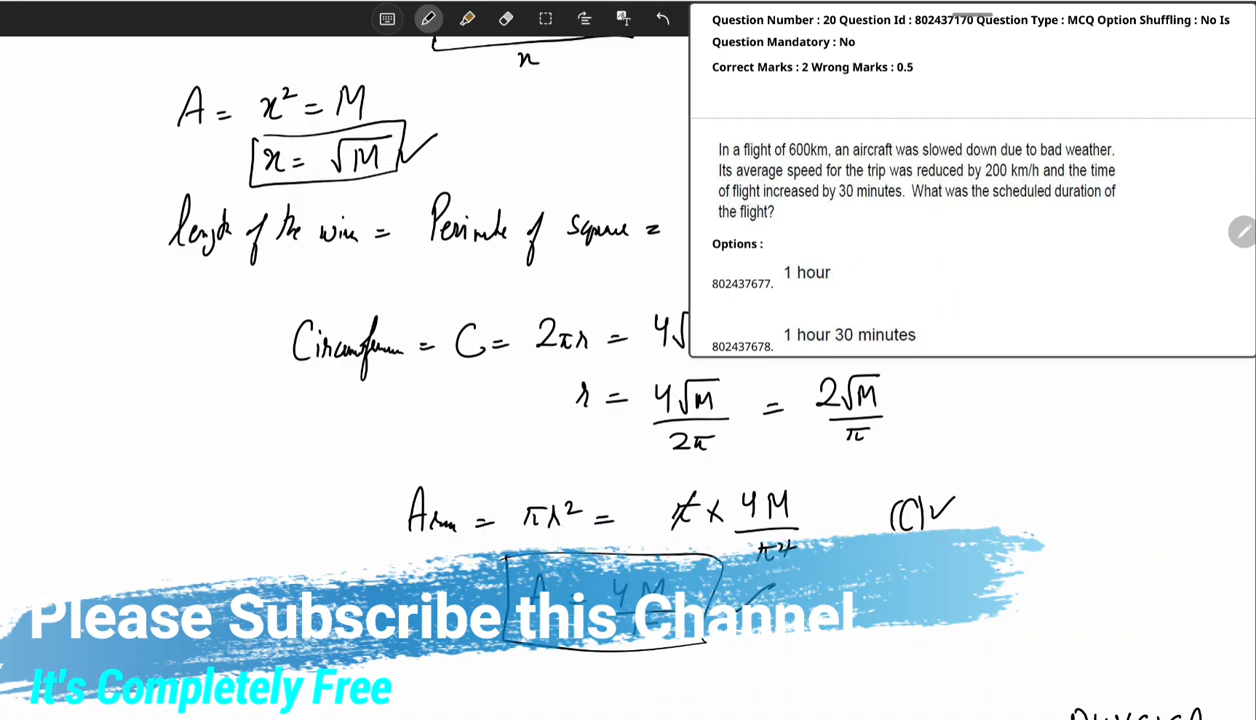 x
A = x² = M
x = √M ✓
length of the wire = Perimeter of square =
Circumference = C = 2πr = 4√
r = 4√M / 2π = 2√M / π
Area = πr² = π × 4M / π² (C) ✓
A = 4M
Please Subscribe this Channel
It's Completely Free
Question Number : 20 Question Id : 802437170 Question Type : MCQ Option Shuffling : No Is
Question Mandatory : No
Correct Marks : 2 Wrong Marks : 0.5
In a flight of 600km, an aircraft was slowed down due to bad weather.
Its average speed for the trip was reduced by 200 km/h and the time
of flight increased by 30 minutes. What was the scheduled duration of
the flight?
Options :
1 hour
802437677.
1 hour 30 minutes
802437678.